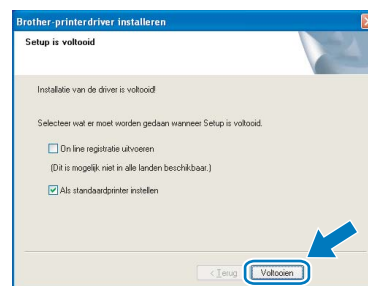 Brother-printerdriver installeren
Setup is voltooid
Installatie van de driver is voltooid!
Selecteer wat er moet worden gedaan wanneer Setup is voltooid.
On line registratie uitvoeren
(Dit is mogelijk niet in alle landen beschikbaar.)
Als standaardprinter instellen
< Terug
Voltooien